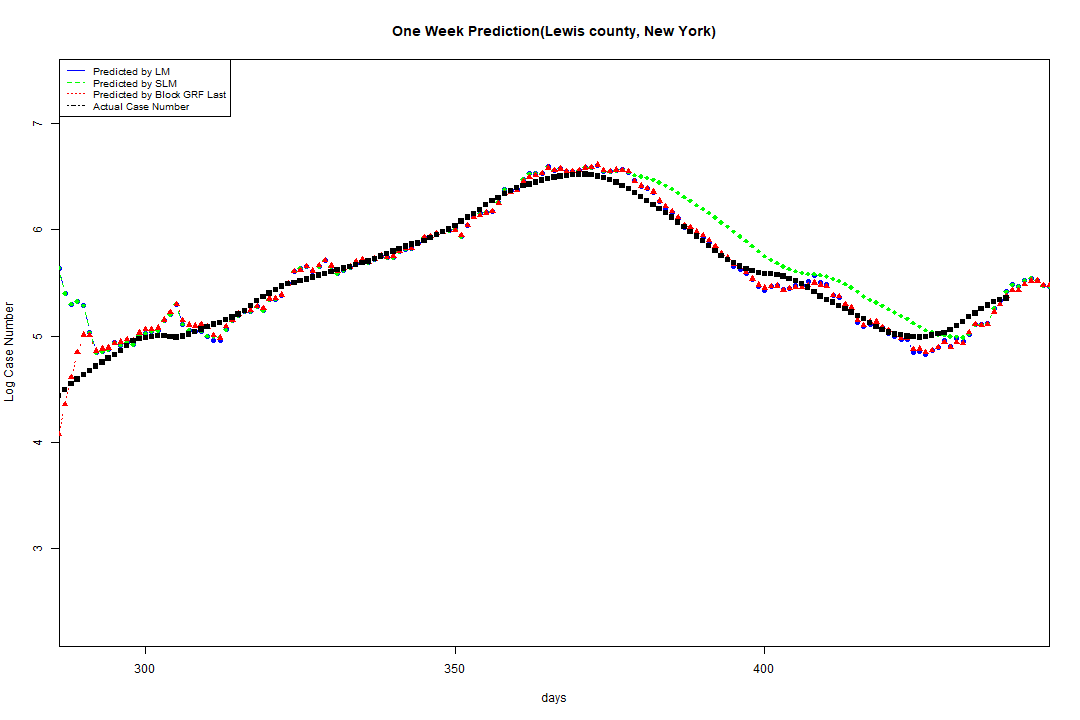 One Week Prediction(Lewis county, New York)
Predicted by LM
Predicted by SLM
Predicted by Block GRF Last
Actual Case Number
7
6
5
4
3
Log Case Number
300
350
400
days